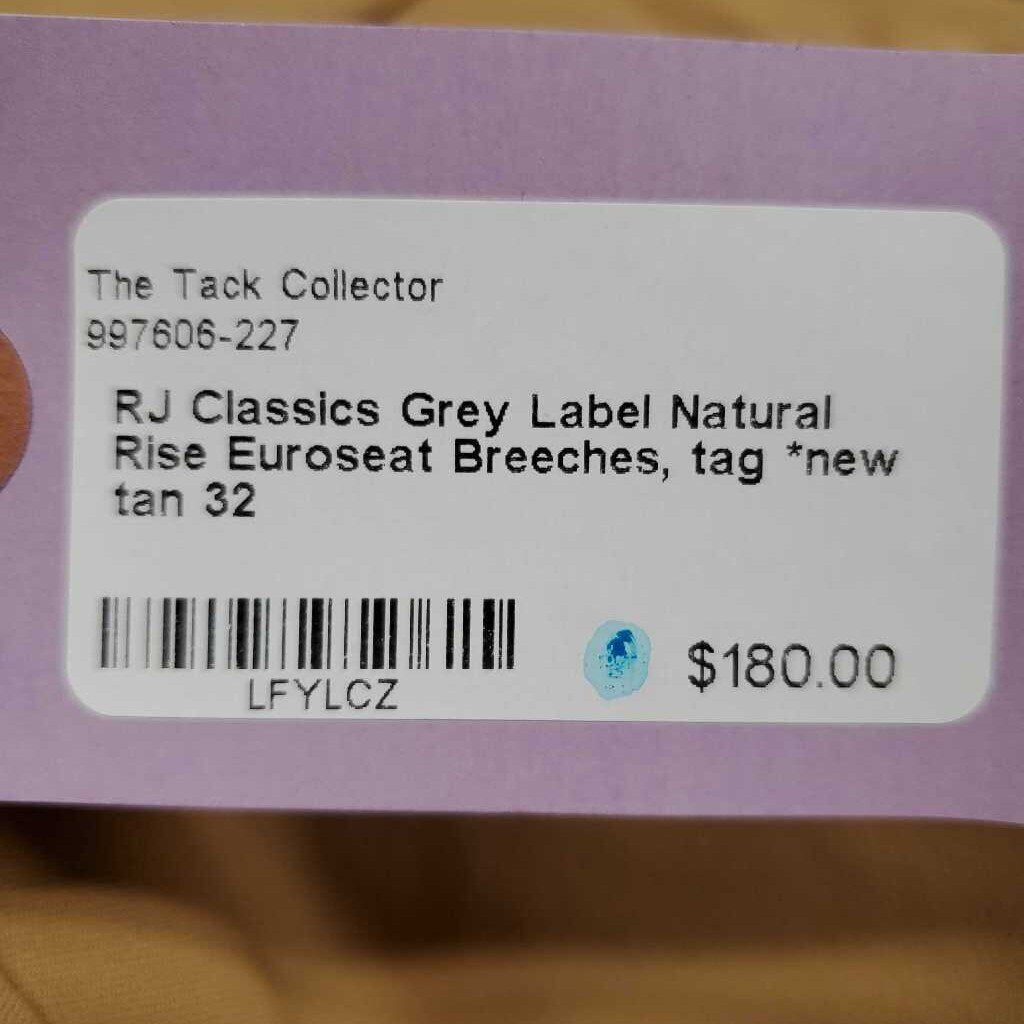 The Tack Collector
997606-227
RJ Classics Grey Label Natural
Rise Euroseat Breeches, tag *new
tan 32
LFYLCZ
$180.00